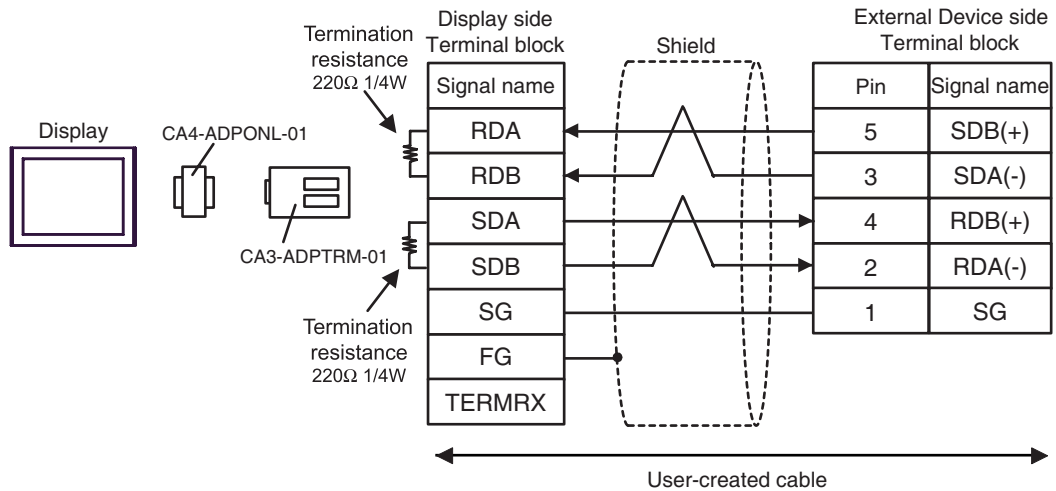 Termination
resistance
220Ω 1/4W
Display side
Terminal block
Shield
External Device side
Terminal block
Display
CA4-ADPONL-01
CA3-ADPTRM-01
Termination
resistance
220Ω 1/4W
Signal name
RDA
RDB
SDA
SDB
SG
FG
TERMRX
Pin Signal name
5 SDB(+)
3 SDA(-)
4 RDB(+)
2 RDA(-)
1 SG
User-created cable